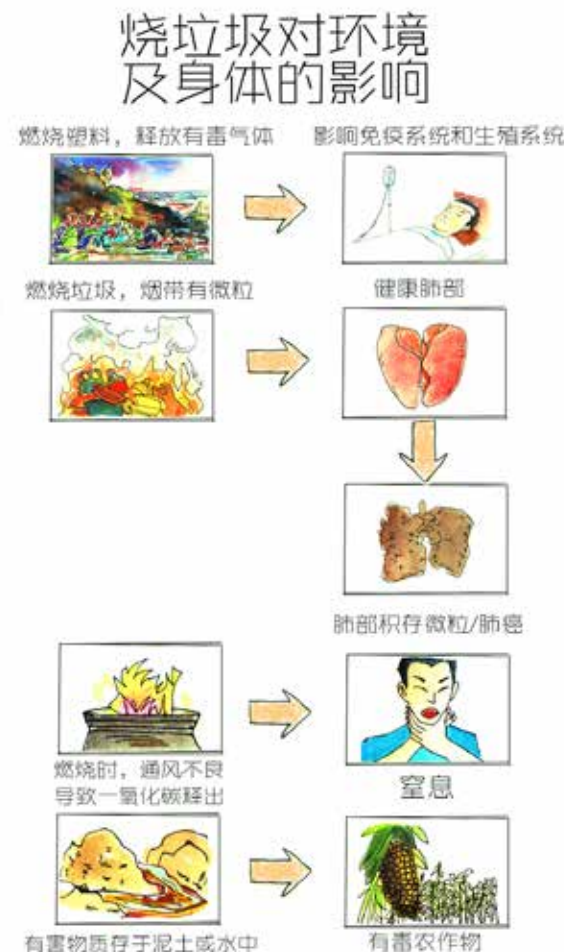 烧垃圾对环境
及身体的影响
燃烧塑料，释放有毒气体
影响免疫系统和生殖系统
燃烧垃圾，烟带有微粒
健康肺部
肺部积存微粒/肺癌
燃烧时，通风不良
导致一氧化碳释出
窒息
有害物质存于泥土或水中
有毒农作物